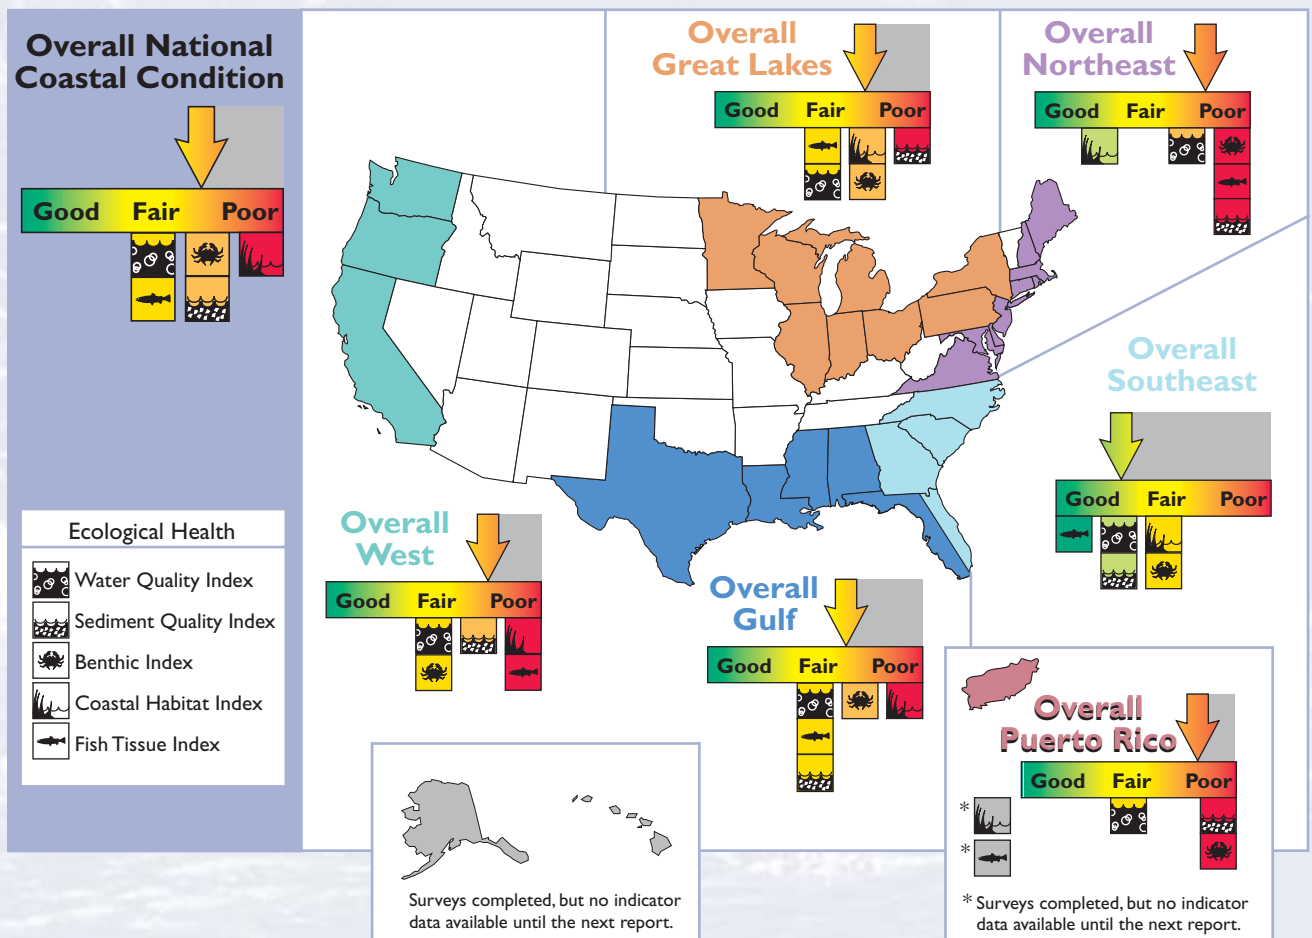 Overall National
Coastal Condition
Good Fair Poor
Ecological Health
Water Quality Index
Sediment Quality Index
Benthic Index
Coastal Habitat Index
Fish Tissue Index
Overall
Great Lakes
Good Fair Poor
Overall
Northeast
Good Fair Poor
Overall
Southeast
Good Fair Poor
Overall
West
Good Fair Poor
Overall
Gulf
Good Fair Poor
Surveys completed, but no indicator
data available until the next report.
Overall
Puerto Rico
Good Fair Poor
*
*
* Surveys completed, but no indicator
data available until the next report.